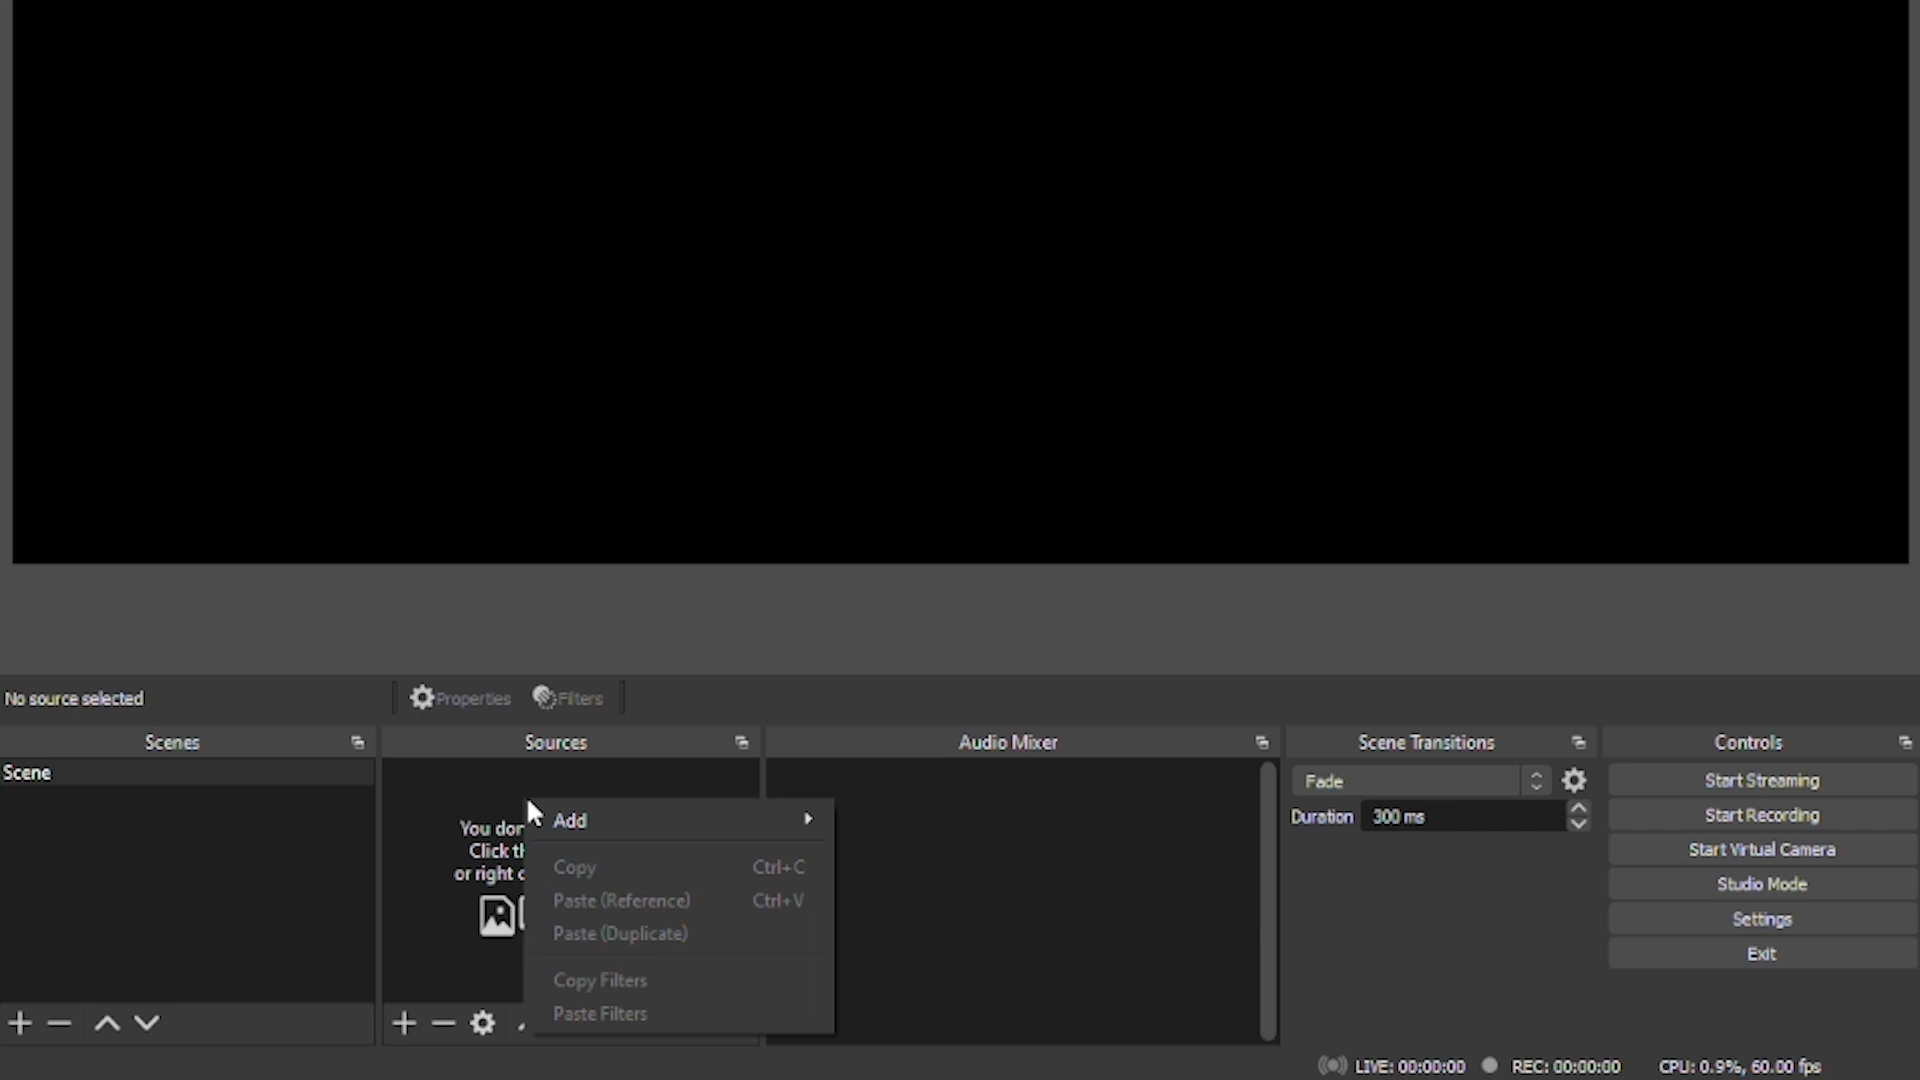 No source selected
Properties
Filters
Scenes
Sources
Audio Mixer
Scene Transitions
Controls
Scene
You don
Click th
or right c
Add
Copy Ctrl+C
Paste (Reference) Ctrl+V
Paste (Duplicate)
Copy Filters
Paste Filters
Fade
Duration 300 ms
Start Streaming
Start Recording
Start Virtual Camera
Studio Mode
Settings
Exit
LIVE: 00:00:00
REC: 00:00:00
CPU: 0.9%, 60.00 fps